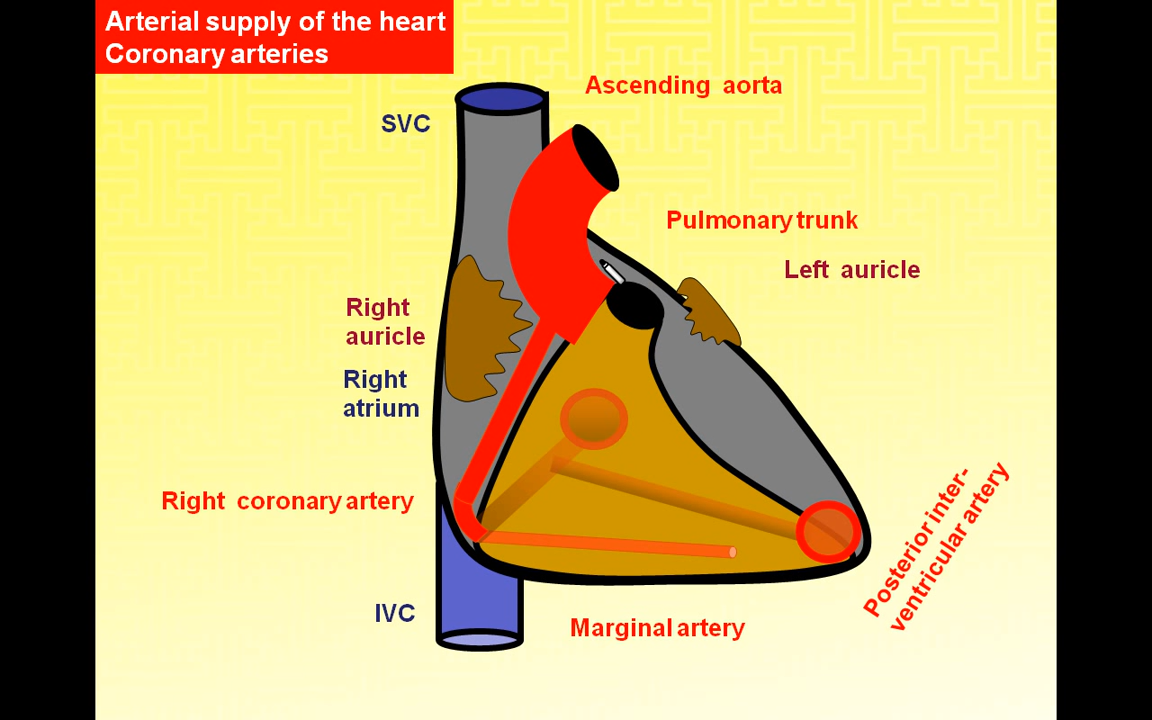 Arterial supply of the heart
Coronary arteries
Ascending aorta
SVC
Pulmonary trunk
Left auricle
Right
auricle
Right
atrium
Right coronary artery
Posterior inter-
ventricular artery
IVC
Marginal artery